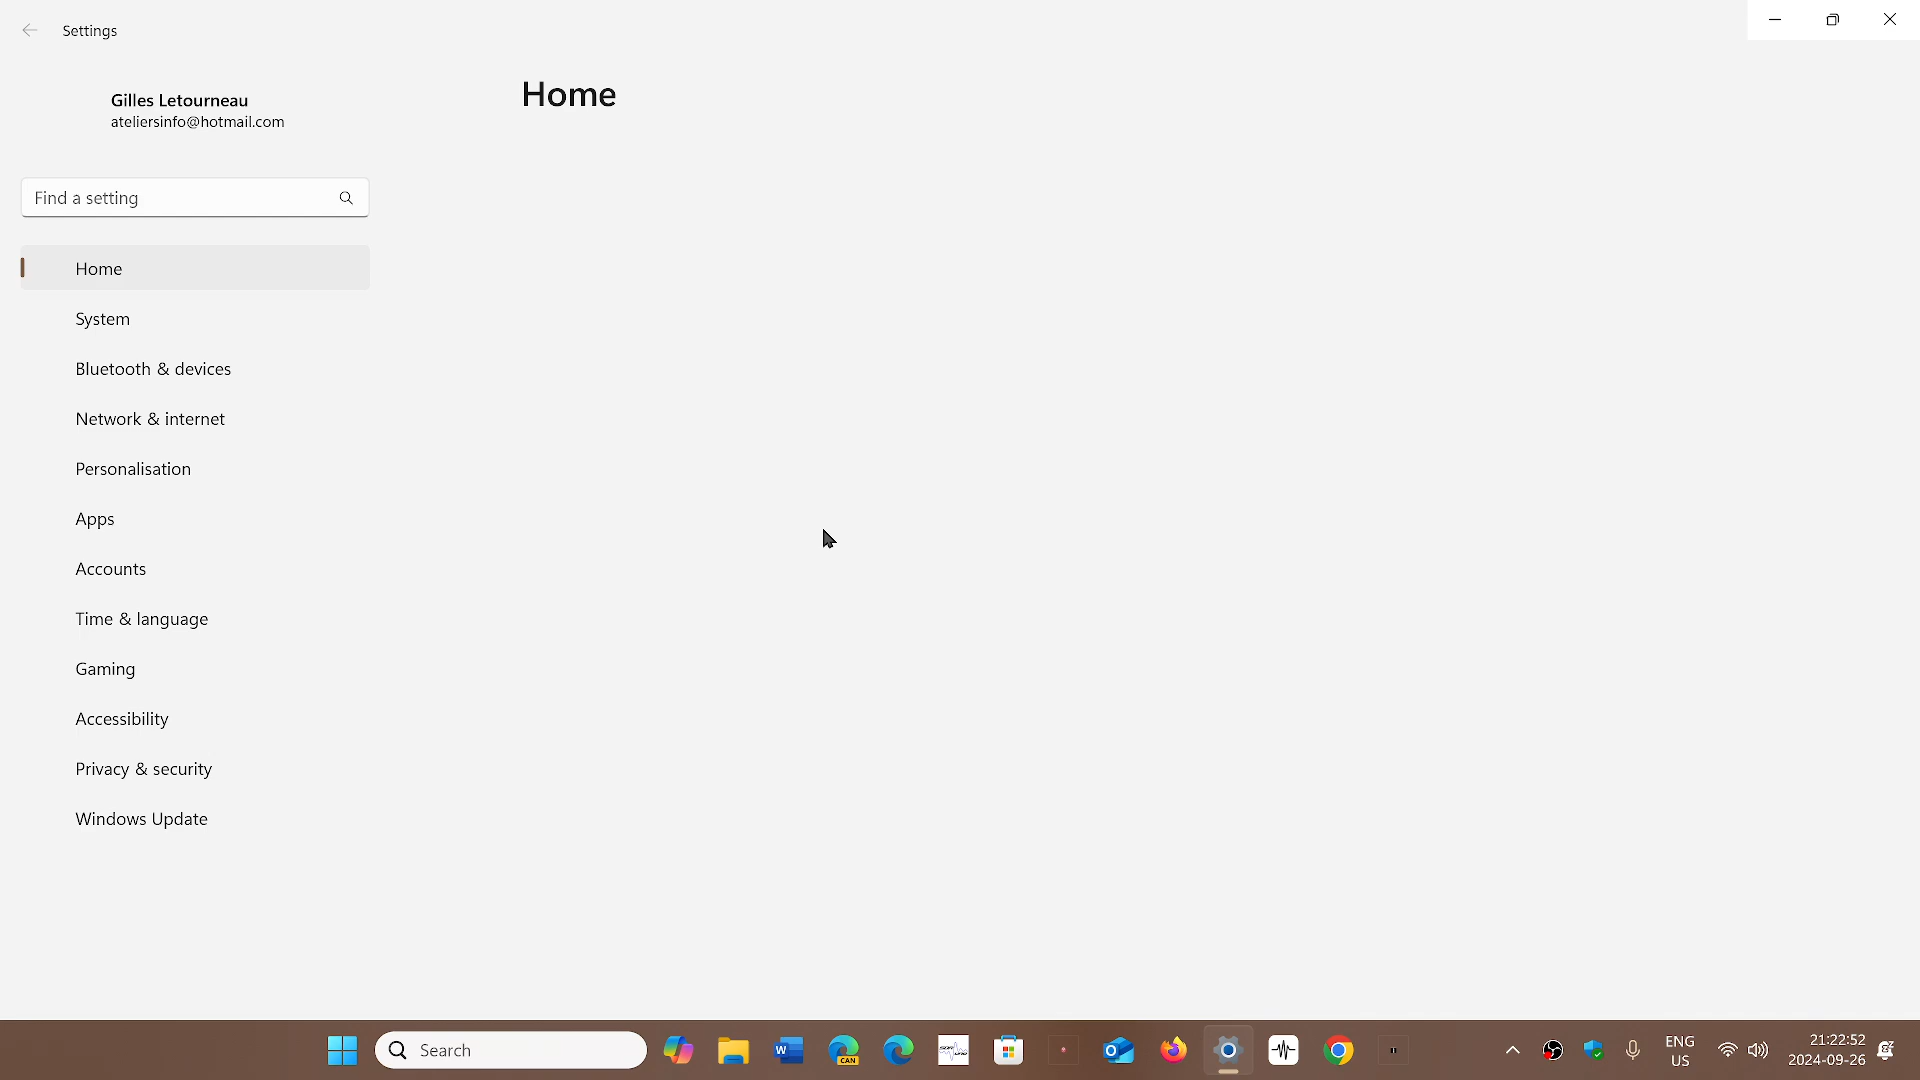 Settings
Gilles Letourneau
ateliersinfo@hotmail.com
Find a setting
Home
System
Bluetooth & devices
Network & internet
Personalisation
Apps
Accounts
Time & language
Gaming
Accessibility
Privacy & security
Windows Update
Home
Search
W
CAN
ENG
US
21:22:52
2024-09-26